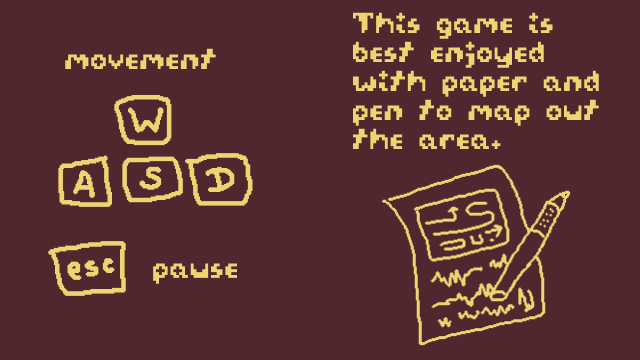 movement
W
A S D
esc pause
This game is
best enjoyed
with paper and
pen to map out
the area.